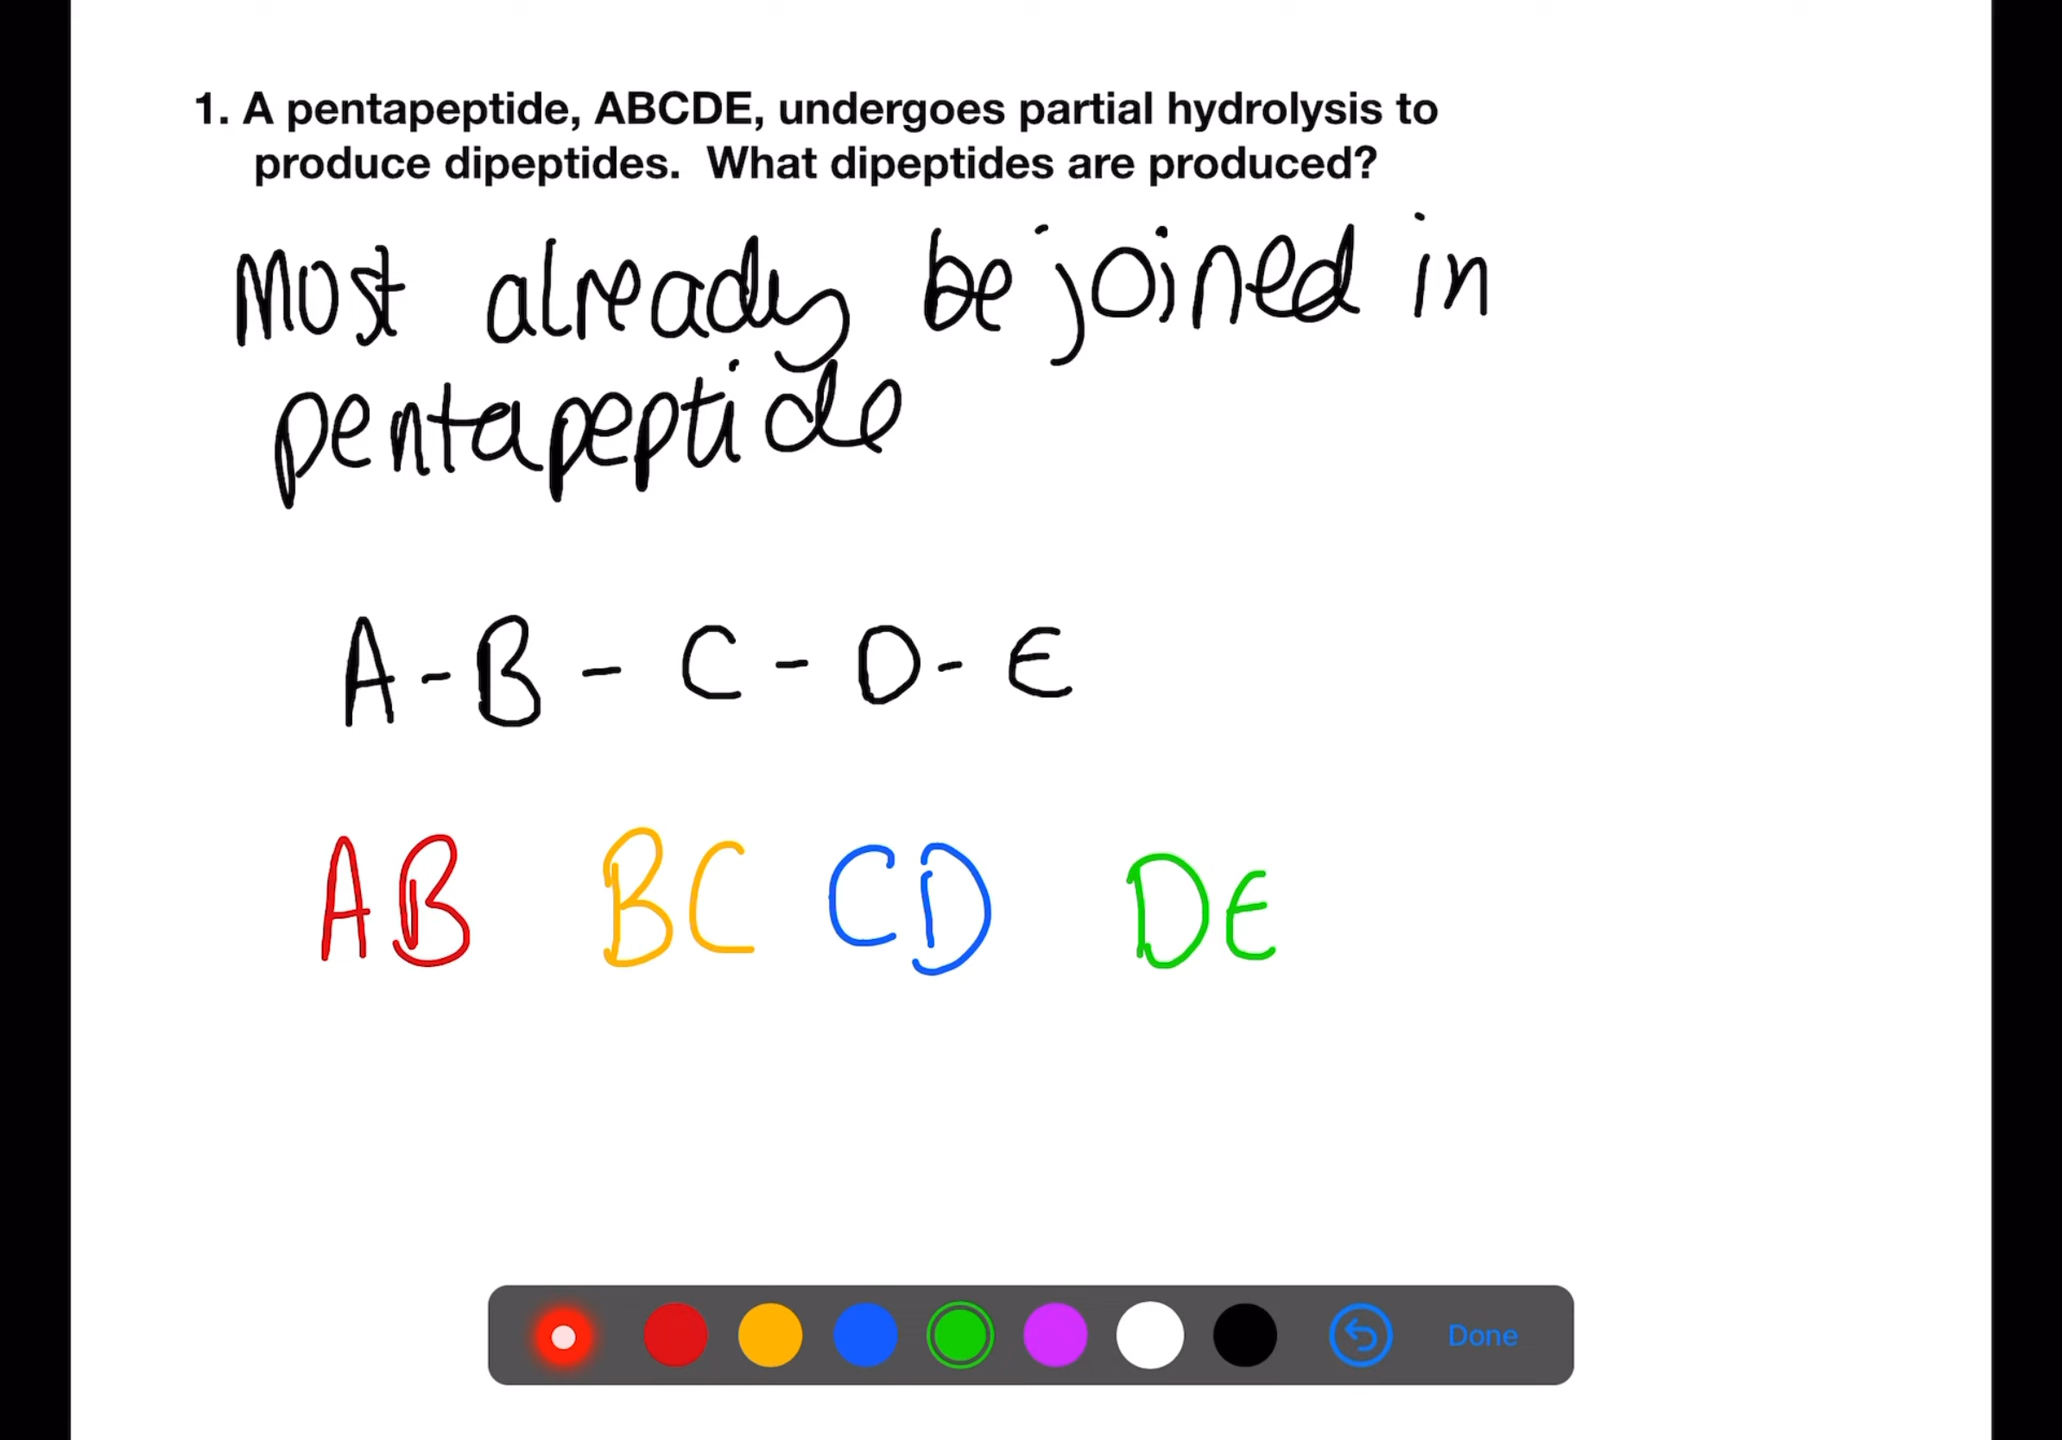 1. A pentapeptide, ABCDE, undergoes partial hydrolysis to
produce dipeptides. What dipeptides are produced?
Most already be joined in
pentapeptide
A - B - C - D - E
AB BC CD DE
Done